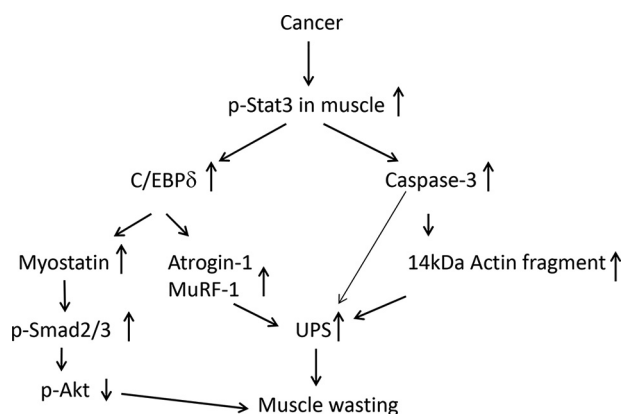 Cancer
p-Stat3 in muscle
C/EBPδ
Caspase-3
Myostatin
Atrogin-1
MuRF-1
14kDa Actin fragment
p-Smad2/3
UPS
p-Akt
Muscle wasting